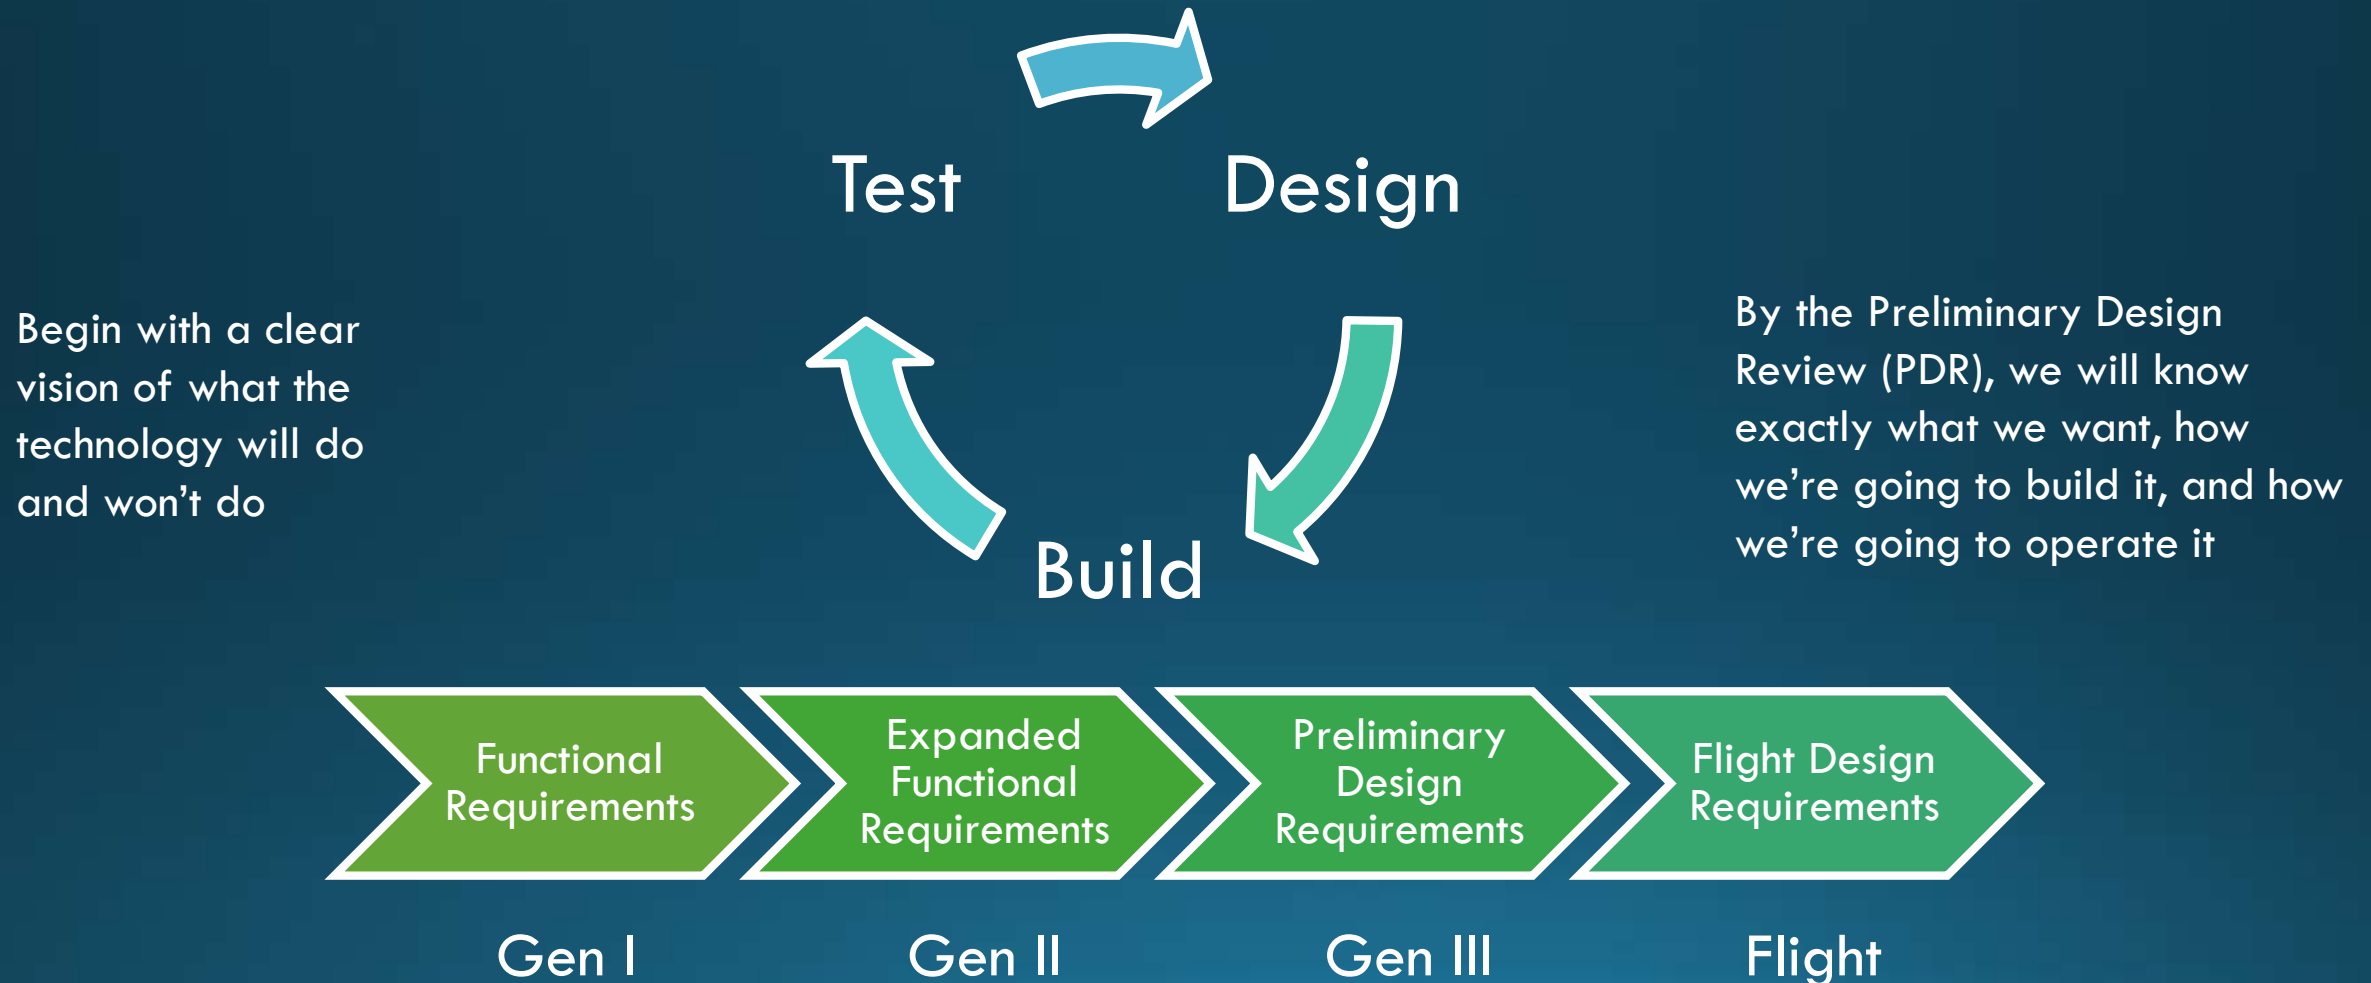 Test
Design
Begin with a clear
vision of what the
technology will do
and won’t do
By the Preliminary Design
Review (PDR), we will know
exactly what we want, how
we’re going to build it, and how
we’re going to operate it
Build
Functional
Requirements
Expanded
Functional
Requirements
Preliminary
Design
Requirements
Flight Design
Requirements
Gen I
Gen II
Gen III
Flight